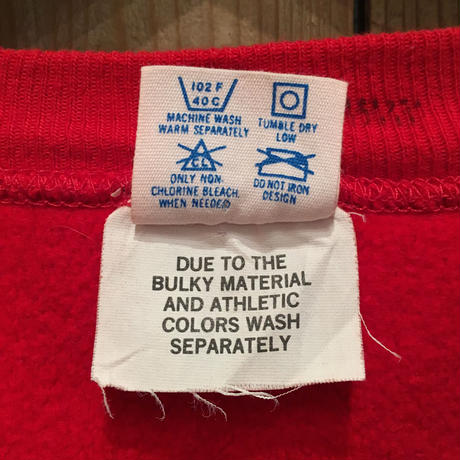 102 F
40 C
MACHINE WASH
WARM SEPARATELY
TUMBLE DRY
LOW
CL
ONLY NON-
CHLORINE BLEACH.
WHEN NEEDED
DO NOT IRON
DESIGN
DUE TO THE
BULKY MATERIAL
AND ATHLETIC
COLORS WASH
SEPARATELY